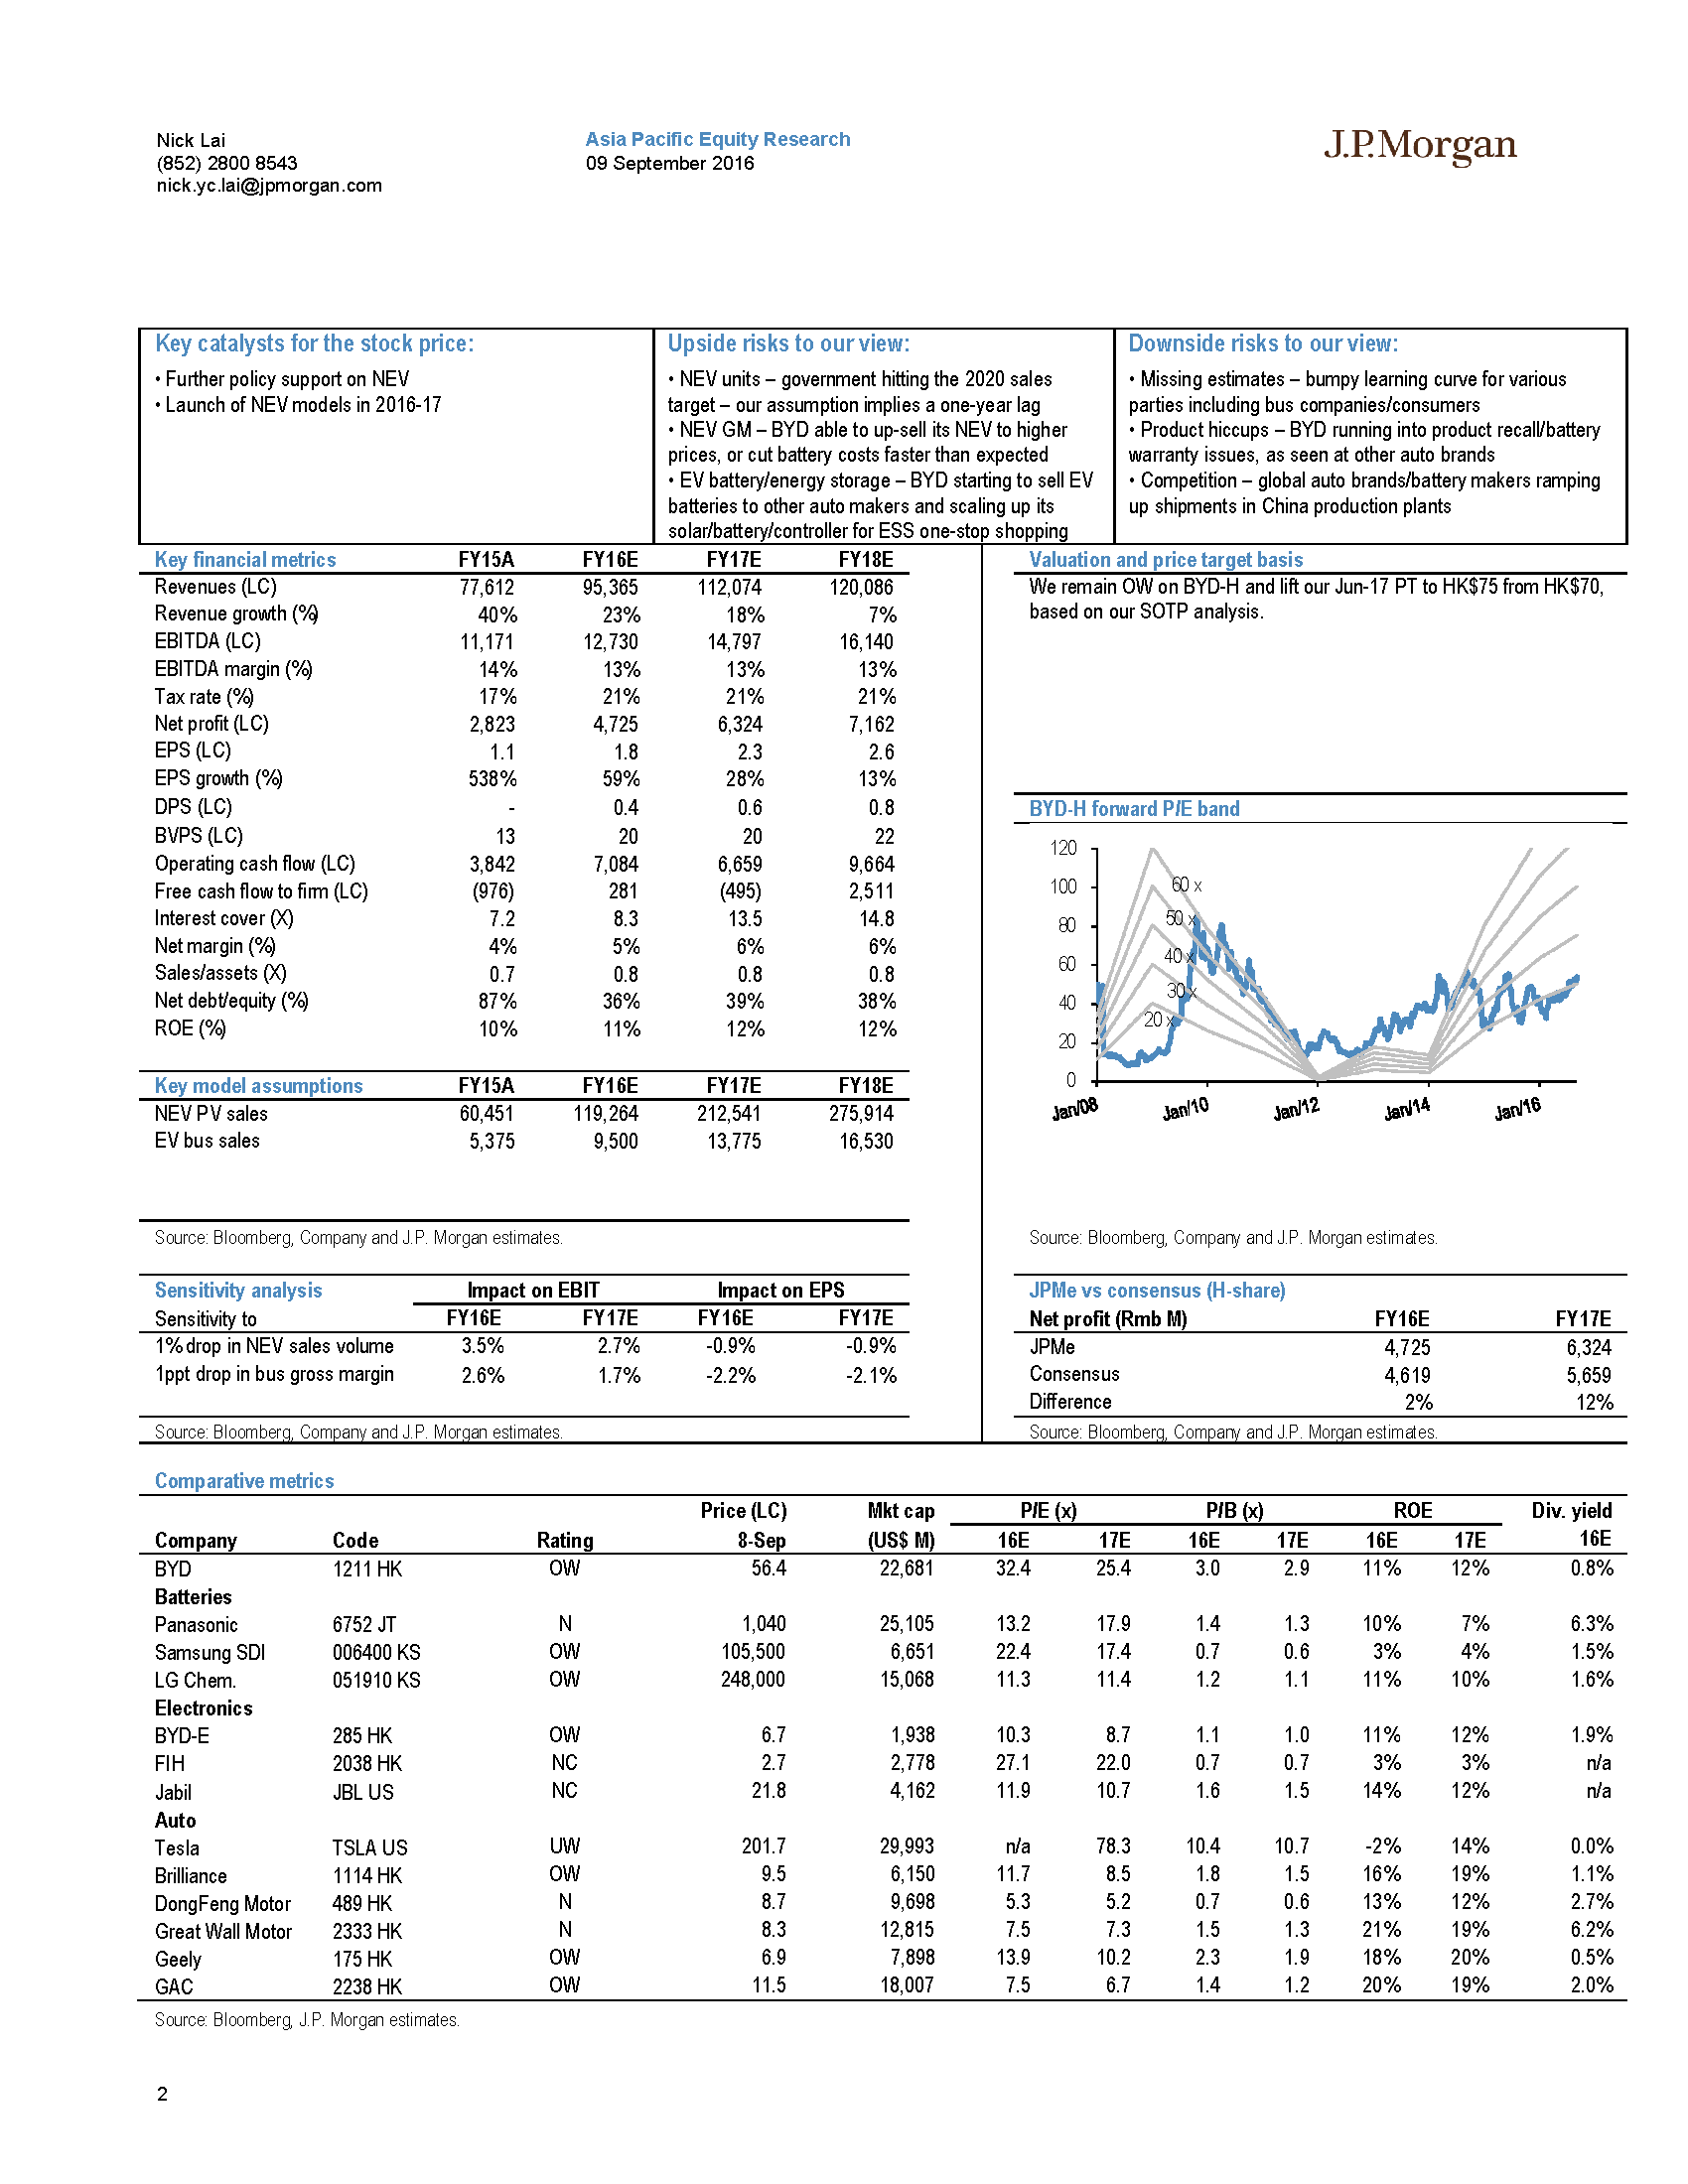 Nick Lai
(852) 2800 8543
nick.yc.lai@jpmorgan.com
Asia Pacific Equity Research
09 September 2016
J.P.Morgan
Key catalysts for the stock price:
• Further policy support on NEV
• Launch of NEV models in 2016-17
Upside risks to our view:
• NEV units – government hitting the 2020 sales
target – our assumption implies a one-year lag
• NEV GM – BYD able to up-sell its NEV to higher
prices, or cut battery costs faster than expected
• EV battery/energy storage – BYD starting to sell EV
batteries to other auto makers and scaling up its
solar/battery/controller for ESS one-stop shopping
Downside risks to our view:
• Missing estimates – bumpy learning curve for various
parties including bus companies/consumers
• Product hiccups – BYD running into product recall/battery
warranty issues, as seen at other auto brands
• Competition – global auto brands/battery makers ramping
up shipments in China production plants
Key financial metrics FY15A FY16E FY17E FY18E
Revenues (LC) 77,612 95,365 112,074 120,086
Revenue growth (%) 40% 23% 18% 7%
EBITDA (LC) 11,171 12,730 14,797 16,140
EBITDA margin (%) 14% 13% 13% 13%
Tax rate (%) 17% 21% 21% 21%
Net profit (LC) 2,823 4,725 6,324 7,162
EPS (LC) 1.1 1.8 2.3 2.6
EPS growth (%) 538% 59% 28% 13%
DPS (LC) - 0.4 0.6 0.8
BVPS (LC) 13 20 20 22
Operating cash flow (LC) 3,842 7,084 6,659 9,664
Free cash flow to firm (LC) (976) 281 (495) 2,511
Interest cover (X) 7.2 8.3 13.5 14.8
Net margin (%) 4% 5% 6% 6%
Sales/assets (X) 0.7 0.8 0.8 0.8
Net debt/equity (%) 87% 36% 39% 38%
ROE (%) 10% 11% 12% 12%
Key model assumptions FY15A FY16E FY17E FY18E
NEV PV sales 60,451 119,264 212,541 275,914
EV bus sales 5,375 9,500 13,775 16,530
Source: Bloomberg, Company and J.P. Morgan estimates.
Valuation and price target basis
We remain OW on BYD-H and lift our Jun-17 PT to HK$75 from HK$70,
based on our SOTP analysis.
BYD-H forward P/E band
120
100
80
60
40
20
0
60 x
50 x
40 x
30 x
20 x
Jan/08 Jan/10 Jan/12 Jan/14 Jan/16
Source: Bloomberg, Company and J.P. Morgan estimates.
Sensitivity analysis Impact on EBIT Impact on EPS
Sensitivity to FY16E FY17E FY16E FY17E
1% drop in NEV sales volume 3.5% 2.7% -0.9% -0.9%
1ppt drop in bus gross margin 2.6% 1.7% -2.2% -2.1%
Source: Bloomberg, Company and J.P. Morgan estimates.
JPMe vs consensus (H-share)
Net profit (Rmb M) FY16E FY17E
JPMe 4,725 6,324
Consensus 4,619 5,659
Difference 2% 12%
Source: Bloomberg, Company and J.P. Morgan estimates.
Comparative metrics
Price (LC) Mkt cap P/E (x) P/B (x) ROE Div. yield
Company Code Rating 8-Sep (US$ M) 16E 17E 16E 17E 16E 17E 16E
BYD 1211 HK OW 56.4 22,681 32.4 25.4 3.0 2.9 11% 12% 0.8%
Batteries
Panasonic 6752 JT N 1,040 25,105 13.2 17.9 1.4 1.3 10% 7% 6.3%
Samsung SDI 006400 KS OW 105,500 6,651 22.4 17.4 0.7 0.6 3% 4% 1.5%
LG Chem. 051910 KS OW 248,000 15,068 11.3 11.4 1.2 1.1 11% 10% 1.6%
Electronics
BYD-E 285 HK OW 6.7 1,938 10.3 8.7 1.1 1.0 11% 12% 1.9%
FIH 2038 HK NC 2.7 2,778 27.1 22.0 0.7 0.7 3% 3% n/a
Jabil JBL US NC 21.8 4,162 11.9 10.7 1.6 1.5 14% 12% n/a
Auto
Tesla TSLA US UW 201.7 29,993 n/a 78.3 10.4 10.7 -2% 14% 0.0%
Brilliance 1114 HK OW 9.5 6,150 11.7 8.5 1.8 1.5 16% 19% 1.1%
DongFeng Motor 489 HK N 8.7 9,698 5.3 5.2 0.7 0.6 13% 12% 2.7%
Great Wall Motor 2333 HK N 8.3 12,815 7.5 7.3 1.5 1.3 21% 19% 6.2%
Geely 175 HK OW 6.9 7,898 13.9 10.2 2.3 1.9 18% 20% 0.5%
GAC 2238 HK OW 11.5 18,007 7.5 6.7 1.4 1.2 20% 19% 2.0%
Source: Bloomberg, J.P. Morgan estimates.
2